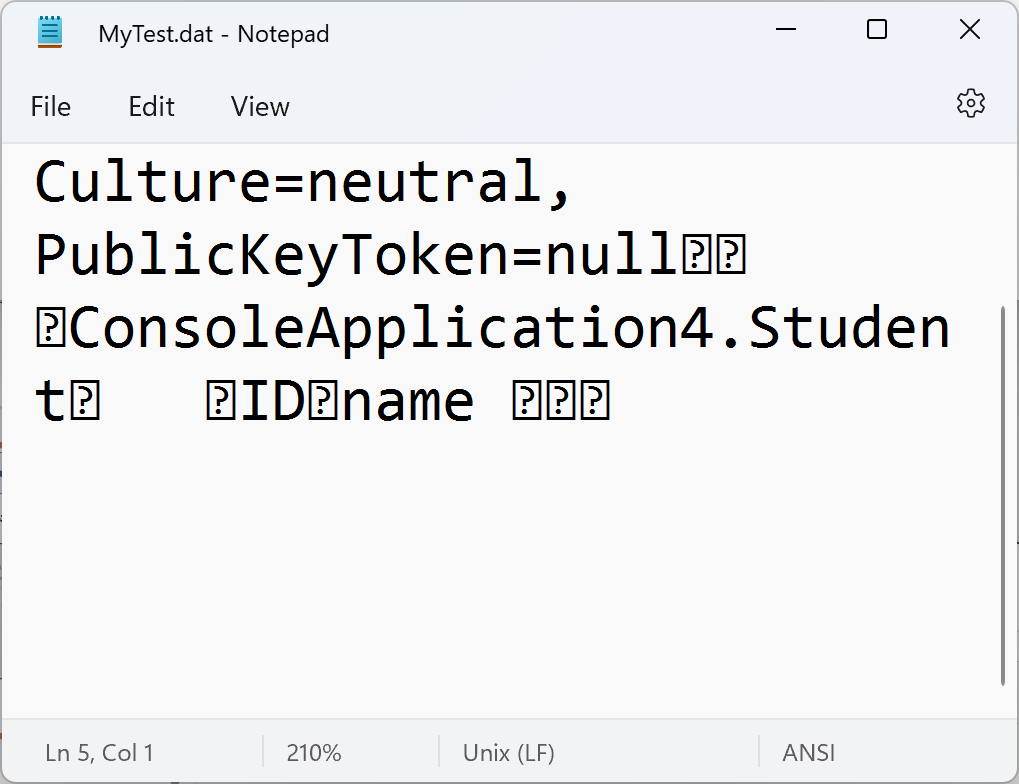 MyTest.dat - Notepad
File Edit View
Culture=neutral,
PublicKeyToken=null⍰⍰
⍰ConsoleApplication4.Studen
t⍰   ⍰ID⍰name ⍰⍰⍰
Ln 5, Col 1 210% Unix (LF) ANSI